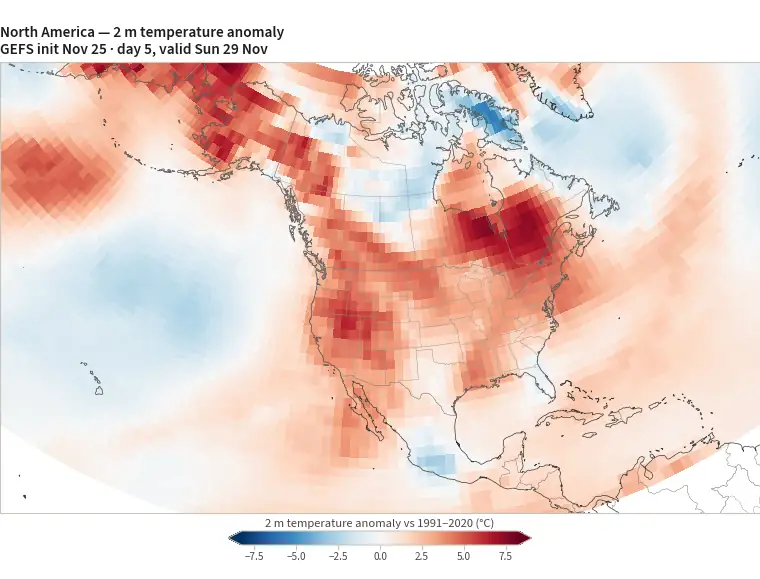 North America — 2 m temperature anomaly
GEFS init Nov 25 · day 5, valid Sun 29 Nov
2 m temperature anomaly vs 1991–2020 (°C)
−7.5 −5.0 −2.5 0.0 2.5 5.0 7.5